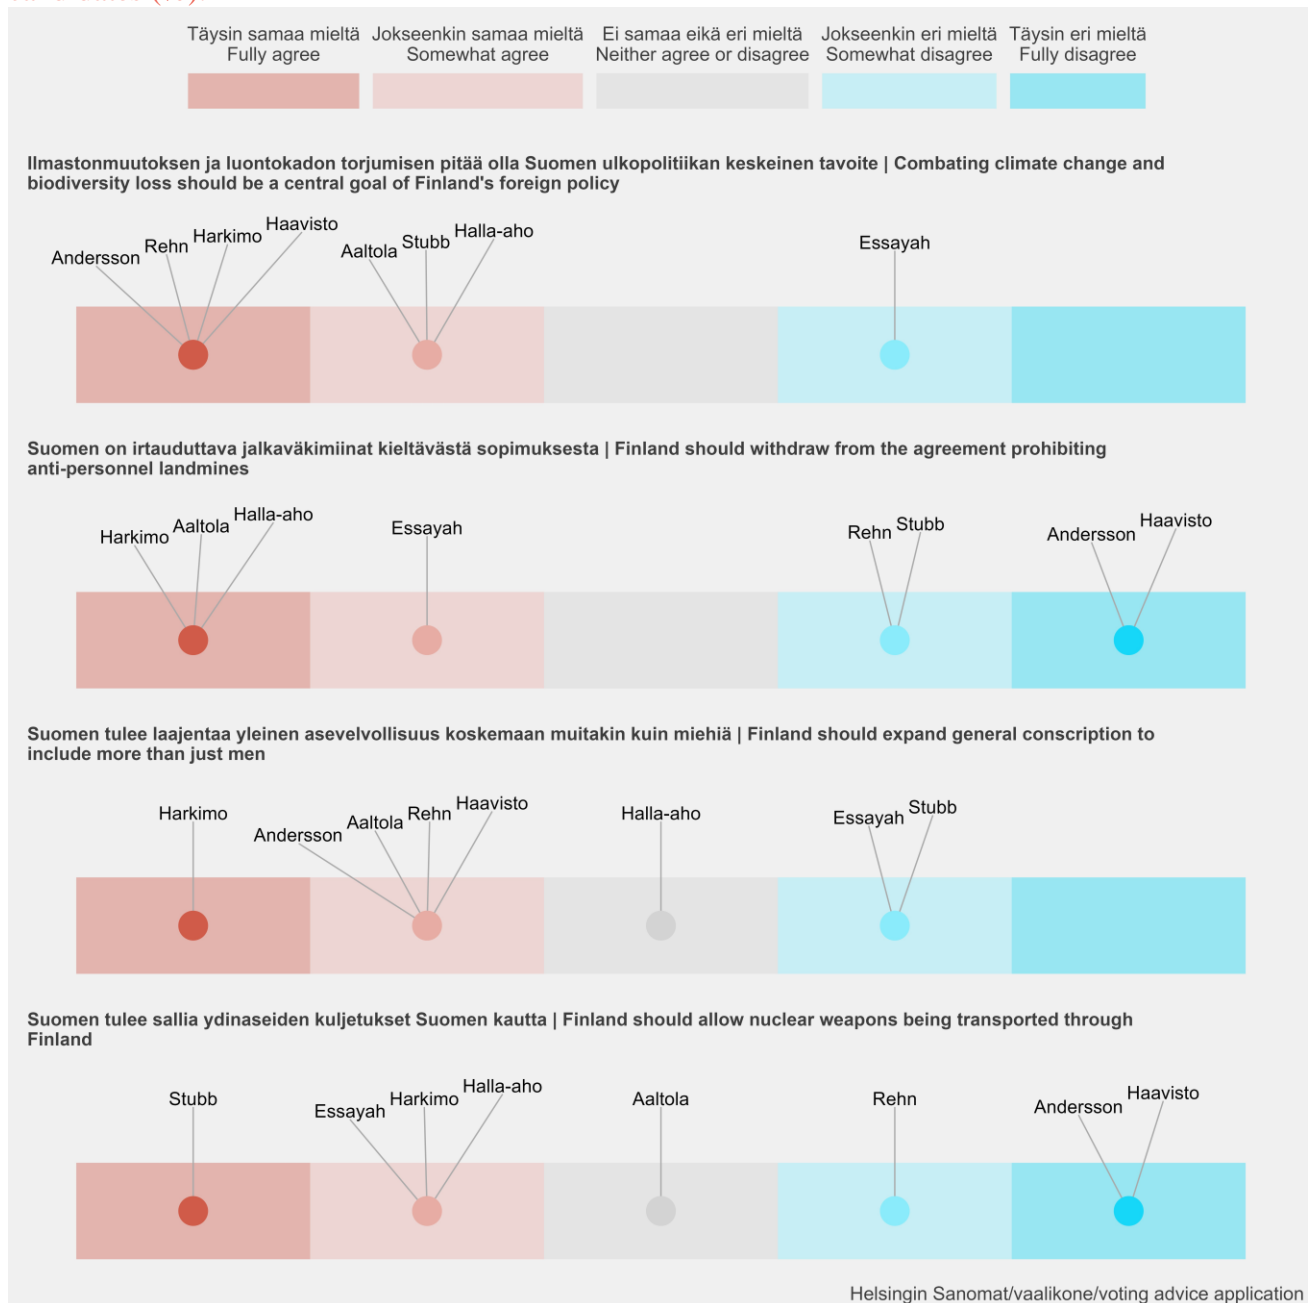 Täysin samaa mieltä Jokseenkin samaa mieltä Ei samaa eikä eri mieltä Jokseenkin eri mieltä Täysin eri mieltä
Fully agree Somewhat agree Neither agree or disagree Somewhat disagree Fully disagree
Ilmastonmuutoksen ja luontokadon torjumisen pitää olla Suomen ulkopolitiikan keskeinen tavoite | Combating climate change and
biodiversity loss should be a central goal of Finland's foreign policy
Andersson Rehn Harkimo Haavisto Aaltola Stubb Halla-aho Essayah
Suomen on irtauduttava jalkaväkimiinat kieltävästä sopimuksesta | Finland should withdraw from the agreement prohibiting
anti-personnel landmines
Harkimo Aaltola Halla-aho Essayah Rehn Stubb Andersson Haavisto
Suomen tulee laajentaa yleinen asevelvollisuus koskemaan muitakin kuin miehiä | Finland should expand general conscription to
include more than just men
Harkimo Andersson Aaltola Rehn Haavisto Halla-aho Essayah Stubb
Suomen tulee sallia ydinaseiden kuljetukset Suomen kautta | Finland should allow nuclear weapons being transported through
Finland
Stubb Essayah Harkimo Halla-aho Aaltola Rehn Andersson Haavisto
Helsingin Sanomat/vaalikone/voting advice application